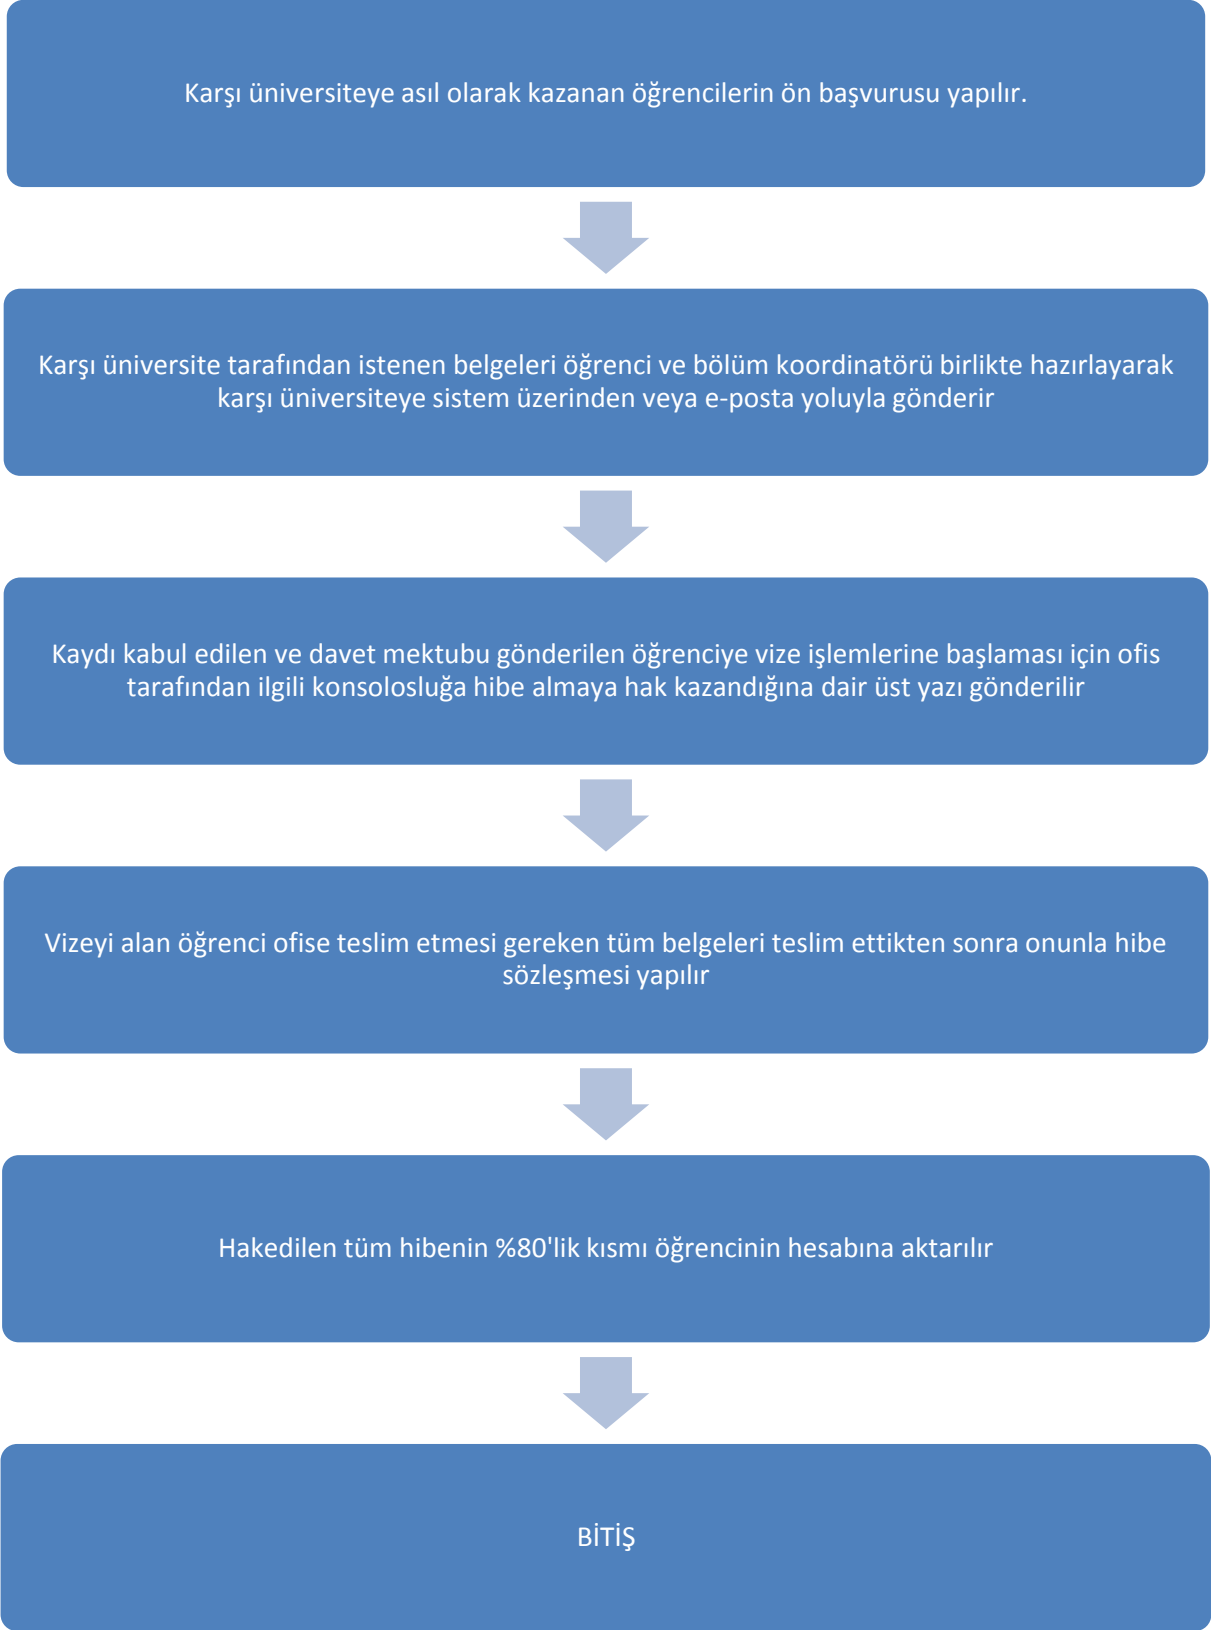 Karşı üniversiteye asıl olarak kazanan öğrencilerin ön başvurusu yapılır.
Karşı üniversite tarafından istenen belgeleri öğrenci ve bölüm koordinatörü birlikte hazırlayarak
karşı üniversiteye sistem üzerinden veya e-posta yoluyla gönderir
Kaydı kabul edilen ve davet mektubu gönderilen öğrenciye vize işlemlerine başlaması için ofis
tarafından ilgili konsolosluğa hibe almaya hak kazandığına dair üst yazı gönderilir
Vizeyi alan öğrenci ofise teslim etmesi gereken tüm belgeleri teslim ettikten sonra onunla hibe
sözleşmesi yapılır
Hakedilen tüm hibenin %80'lik kısmı öğrencinin hesabına aktarılır
BİTİŞ